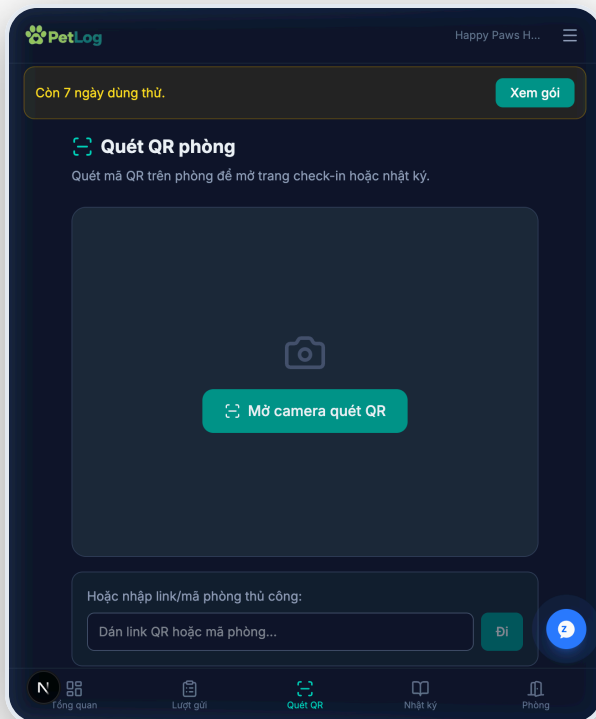 PetLog
Happy Paws H...
Còn 7 ngày dùng thử.
Xem gói
Quét QR phòng
Quét mã QR trên phòng để mở trang check-in hoặc nhật ký.
Mở camera quét QR
Hoặc nhập link/mã phòng thủ công:
Dán link QR hoặc mã phòng...
Đi
Z
N
Tổng quan
Lượt gửi
Quét QR
Nhật ký
Phòng